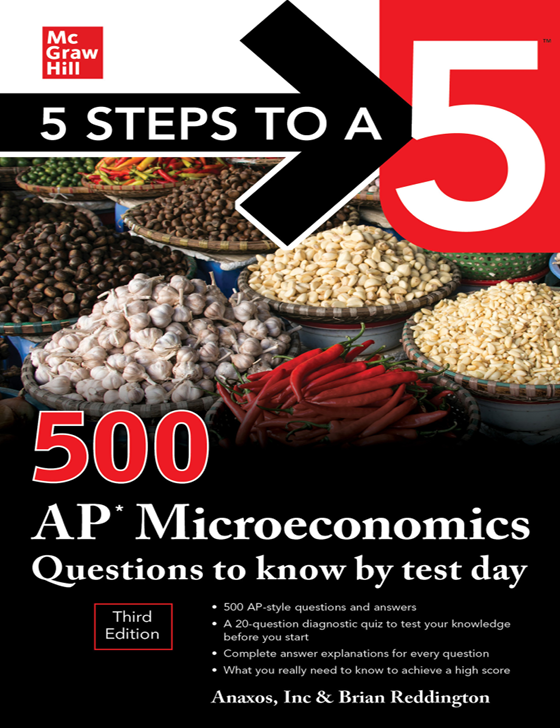 Mc
Graw
Hill
5 STEPS TO A
5™
500
AP* Microeconomics
Questions to know by test day
Third
Edition
• 500 AP-style questions and answers
• A 20-question diagnostic quiz to test your knowledge
before you start
• Complete answer explanations for every question
• What you really need to know to achieve a high score
Anaxos, Inc & Brian Reddington